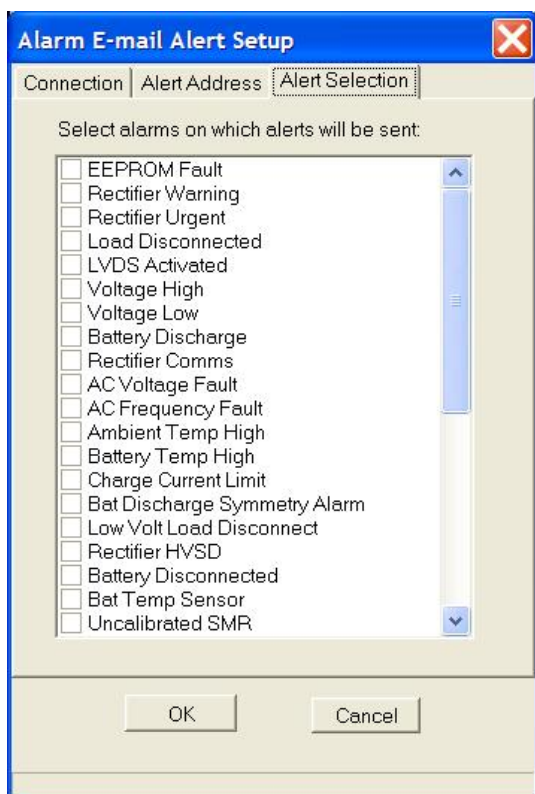 Alarm E-mail Alert Setup
Connection Alert Address Alert Selection
Select alarms on which alerts will be sent:
EEPROM Fault
Rectifier Warning
Rectifier Urgent
Load Disconnected
LVDS Activated
Voltage High
Voltage Low
Battery Discharge
Rectifier Comms
AC Voltage Fault
AC Frequency Fault
Ambient Temp High
Battery Temp High
Charge Current Limit
Bat Discharge Symmetry Alarm
Low Volt Load Disconnect
Rectifier HVSD
Battery Disconnected
Bat Temp Sensor
Uncalibrated SMR
OK Cancel